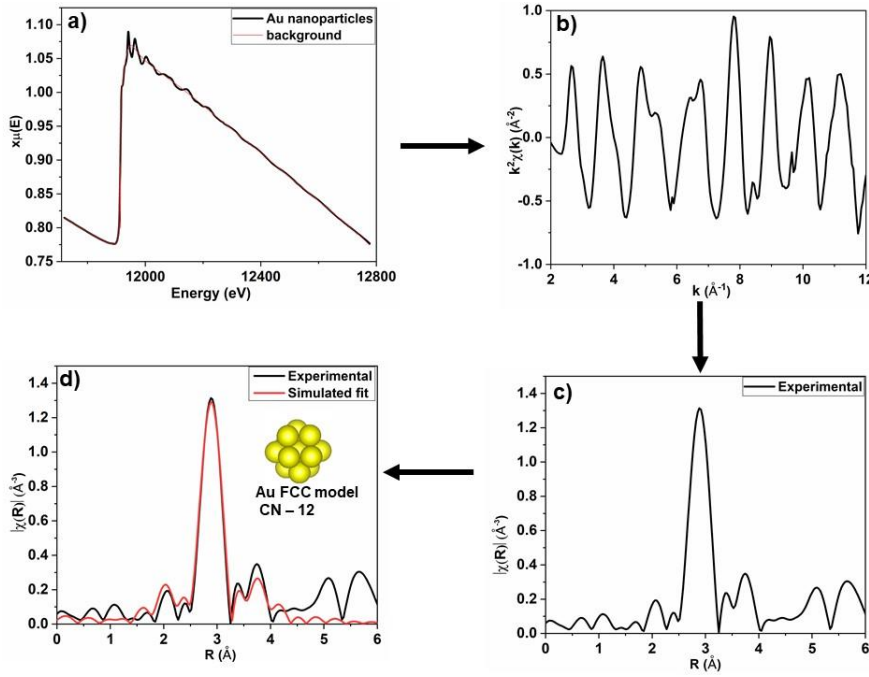 a)
Au nanoparticles
background
1.10
1.05
1.00
0.95
0.90
0.85
0.80
0.75
xμ(E)
12000
12400
12800
Energy (eV)
b)
1.0
0.5
0.0
-0.5
-1.0
k²χ(k) (Å⁻²)
2
4
6
8
10
12
k (Å⁻¹)
d)
Experimental
Simulated fit
1.4
1.2
1.0
0.8
0.6
0.4
0.2
0.0
|χ(R)| (Å⁻³)
Au FCC model
CN – 12
0
1
2
3
4
5
6
R (Å)
c)
Experimental
1.4
1.2
1.0
0.8
0.6
0.4
0.2
0.0
|χ(R)| (Å⁻³)
0
1
2
3
4
5
6
R (Å)